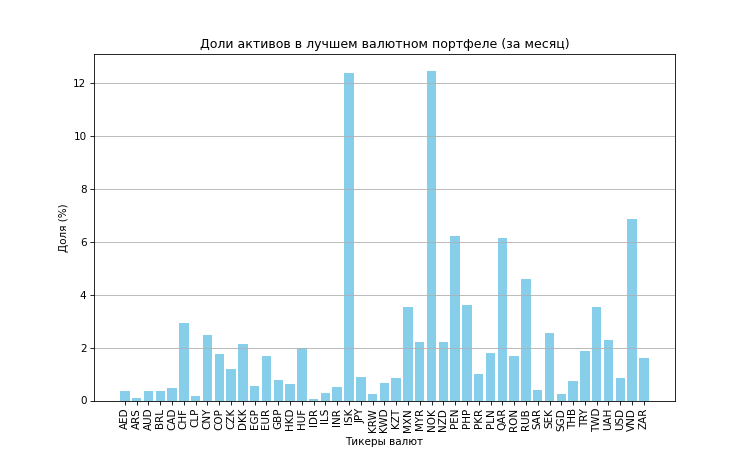 Доли активов в лучшем валютном портфеле (за месяц)
Доля (%)
12
10
8
6
4
2
0
AED ARS AUD BRL CAD CHF CLP CNY COP CZK DKK EGP EUR GBP HKD HUF IDR ILS INR ISK JPY KRW KWD KZT MXN MYR NOK NZD PEN PHP PKR PLN QAR RON RUB SAR SEK SGD THB TRY TWD UAH USD VND ZAR
Тикеры валют